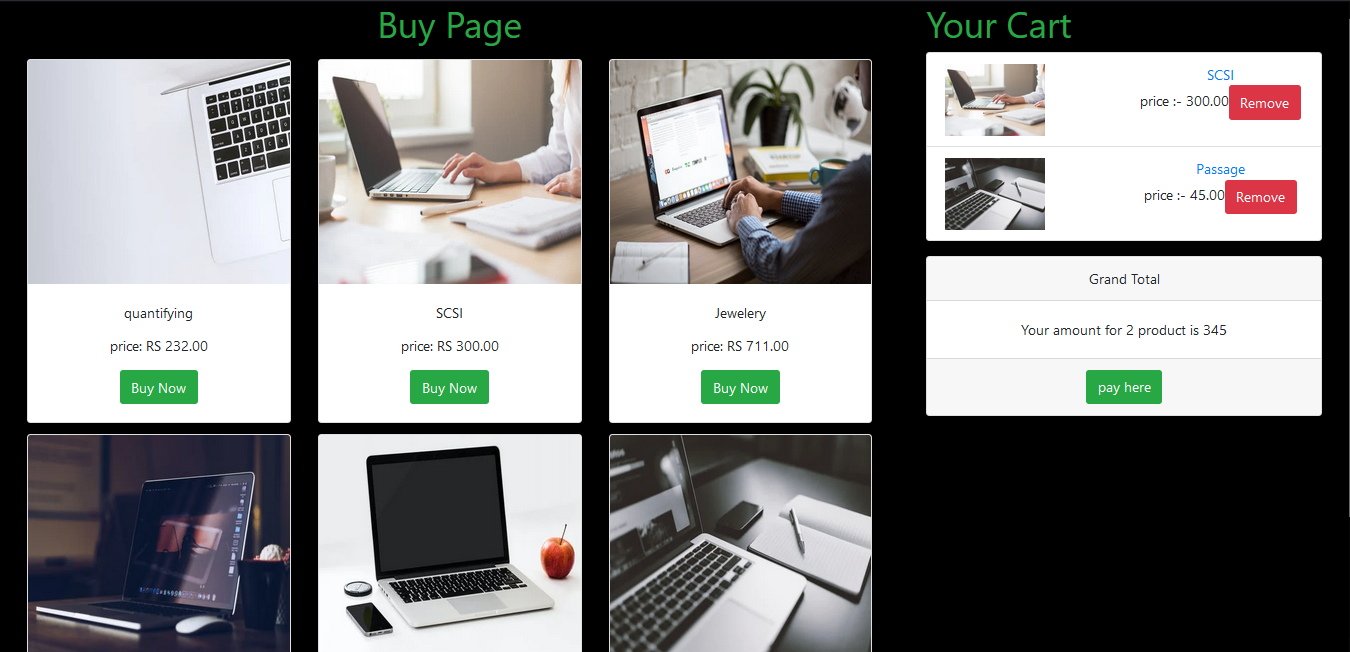 Buy Page
quantifying
price: RS 232.00
Buy Now
SCSI
price: RS 300.00
Buy Now
Jewelery
price: RS 711.00
Buy Now
Your Cart
SCSI
price :- 300.00 Remove
Passage
price :- 45.00 Remove
Grand Total
Your amount for 2 product is 345
pay here